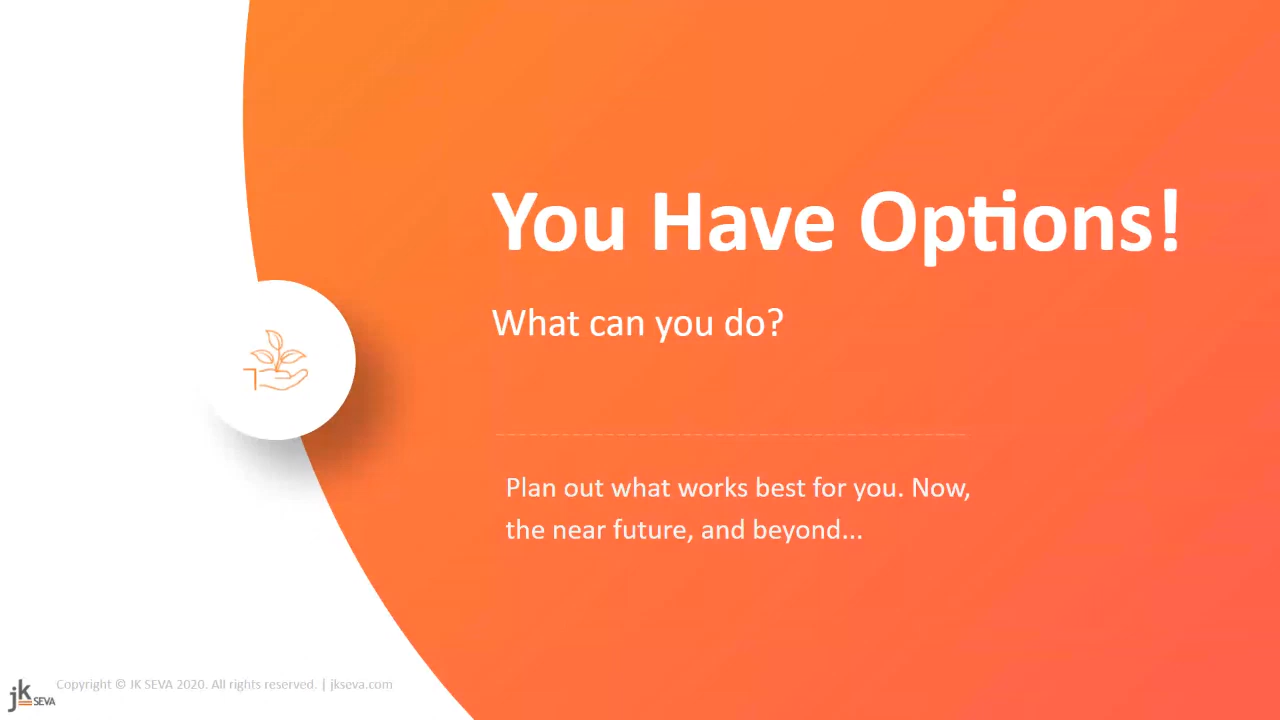 You Have Options!
What can you do?
Plan out what works best for you. Now,
the near future, and beyond...
jk SEVA
Copyright © JK SEVA 2020. All rights reserved. | jkseva.com